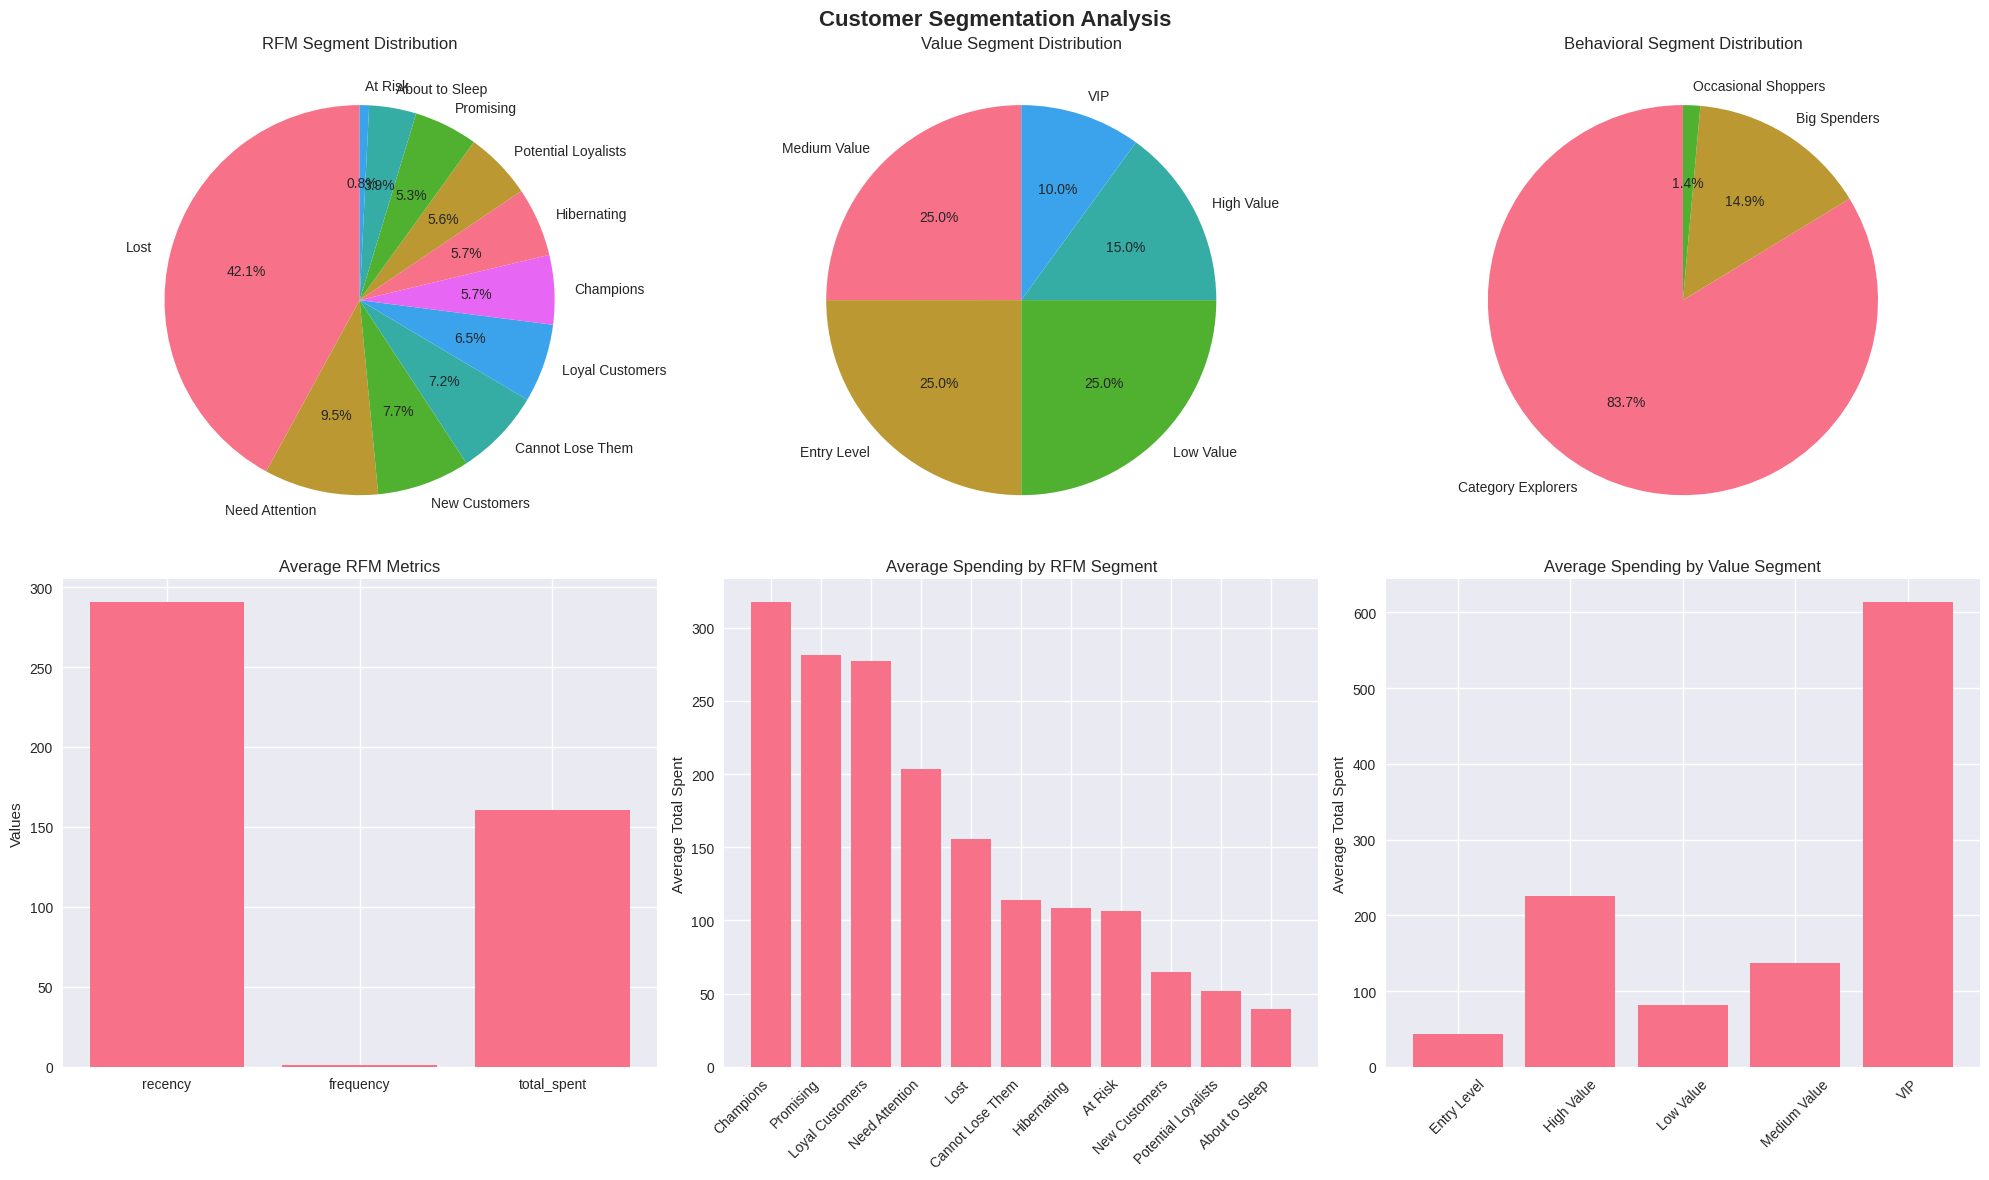 Customer Segmentation Analysis
RFM Segment Distribution
At Risk
About to Sleep
Promising
Potential Loyalists
Hibernating
Champions
Loyal Customers
Cannot Lose Them
New Customers
Need Attention
Lost
0.8%
3.9%
5.3%
5.6%
5.7%
5.7%
6.5%
7.2%
7.7%
9.5%
42.1%
Value Segment Distribution
VIP
Medium Value
High Value
Entry Level
Low Value
10.0%
25.0%
15.0%
25.0%
25.0%
Behavioral Segment Distribution
Occasional Shoppers
Big Spenders
1.4%
14.9%
83.7%
Category Explorers
Average RFM Metrics
Values
300
250
200
150
100
50
0
recency
frequency
total_spent
Average Spending by RFM Segment
Average Total Spent
300
250
200
150
100
50
0
Champions
Promising
Loyal Customers
Need Attention
Lost
Cannot Lose Them
Hibernating
At Risk
New Customers
Potential Loyalists
About to Sleep
Average Spending by Value Segment
Average Total Spent
600
500
400
300
200
100
0
Entry Level
High Value
Low Value
Medium Value
VIP